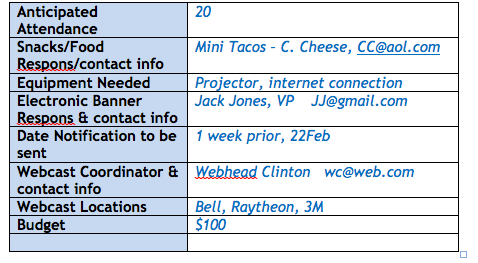 Anticipated Attendance 20
Snacks/Food Mini Tacos – C. Cheese, CC@aol.com
Respons/contact info
Equipment Needed Projector, internet connection
Electronic Banner Jack Jones, VP JJ@gmail.com
Respons & contact info
Date Notification to be sent 1 week prior, 22Feb
Webcast Coordinator & Webhead Clinton wc@web.com
contact info
Webcast Locations Bell, Raytheon, 3M
Budget $100